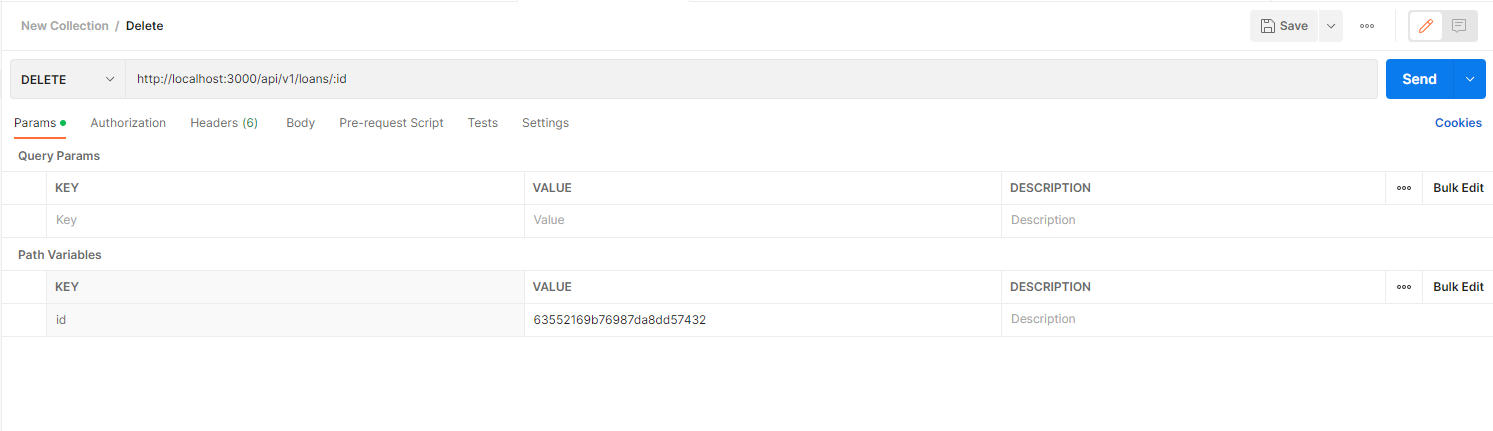 New Collection / Delete
Save
DELETE http://localhost:3000/api/v1/loans/:id Send
Params Authorization Headers (6) Body Pre-request Script Tests Settings Cookies
Query Params
KEY VALUE DESCRIPTION Bulk Edit
Key Value Description
Path Variables
KEY VALUE DESCRIPTION Bulk Edit
id 63552169b76987da8dd57432 Description